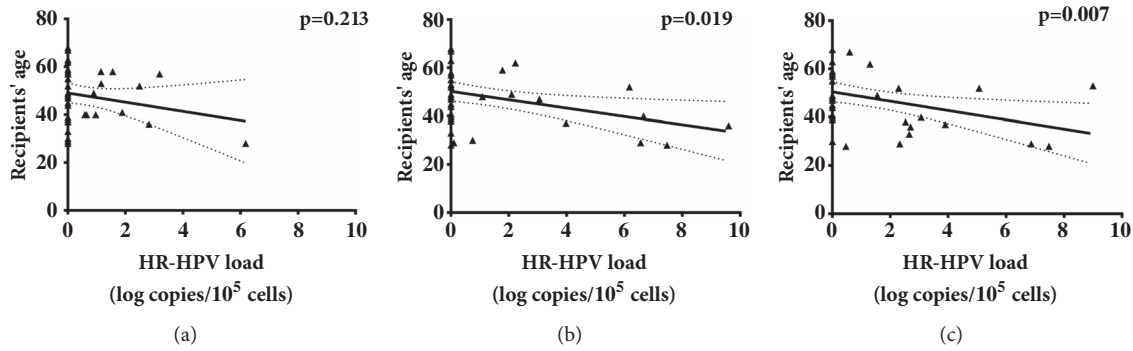 p=0.213
80
60
40
20
0
Recipients' age
0 2 4 6 8 10
HR-HPV load
(log copies/10⁵ cells)
(a)
p=0.019
80
60
40
20
0
Recipients' age
0 2 4 6 8 10
HR-HPV load
(log copies/10⁵ cells)
(b)
p=0.007
80
60
40
20
0
Recipients' age
0 2 4 6 8 10
HR-HPV load
(log copies/10⁵ cells)
(c)